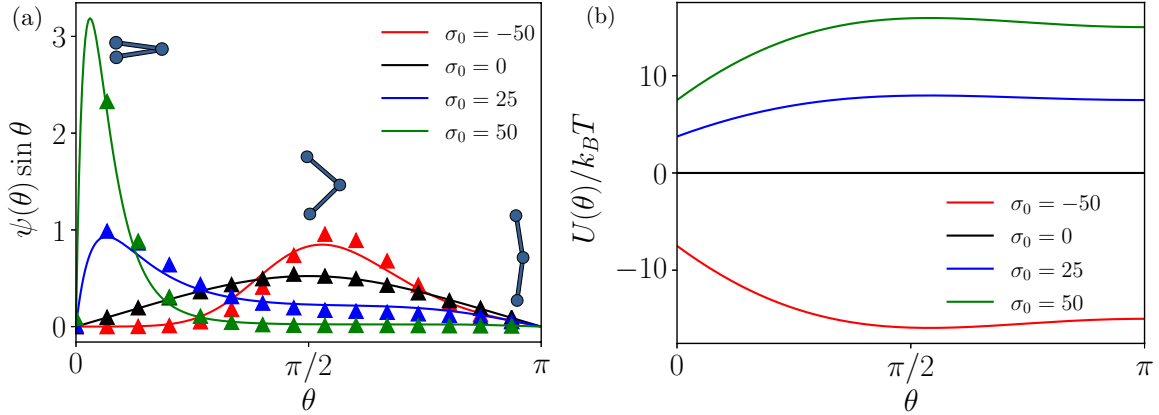 (a)
ψ(θ) sin θ
3
2
1
0
σ₀ = −50
σ₀ = 0
σ₀ = 25
σ₀ = 50
0
π/2
π
θ
(b)
U(θ)/k_BT
10
0
−10
σ₀ = −50
σ₀ = 0
σ₀ = 25
σ₀ = 50
0
π/2
π
θ